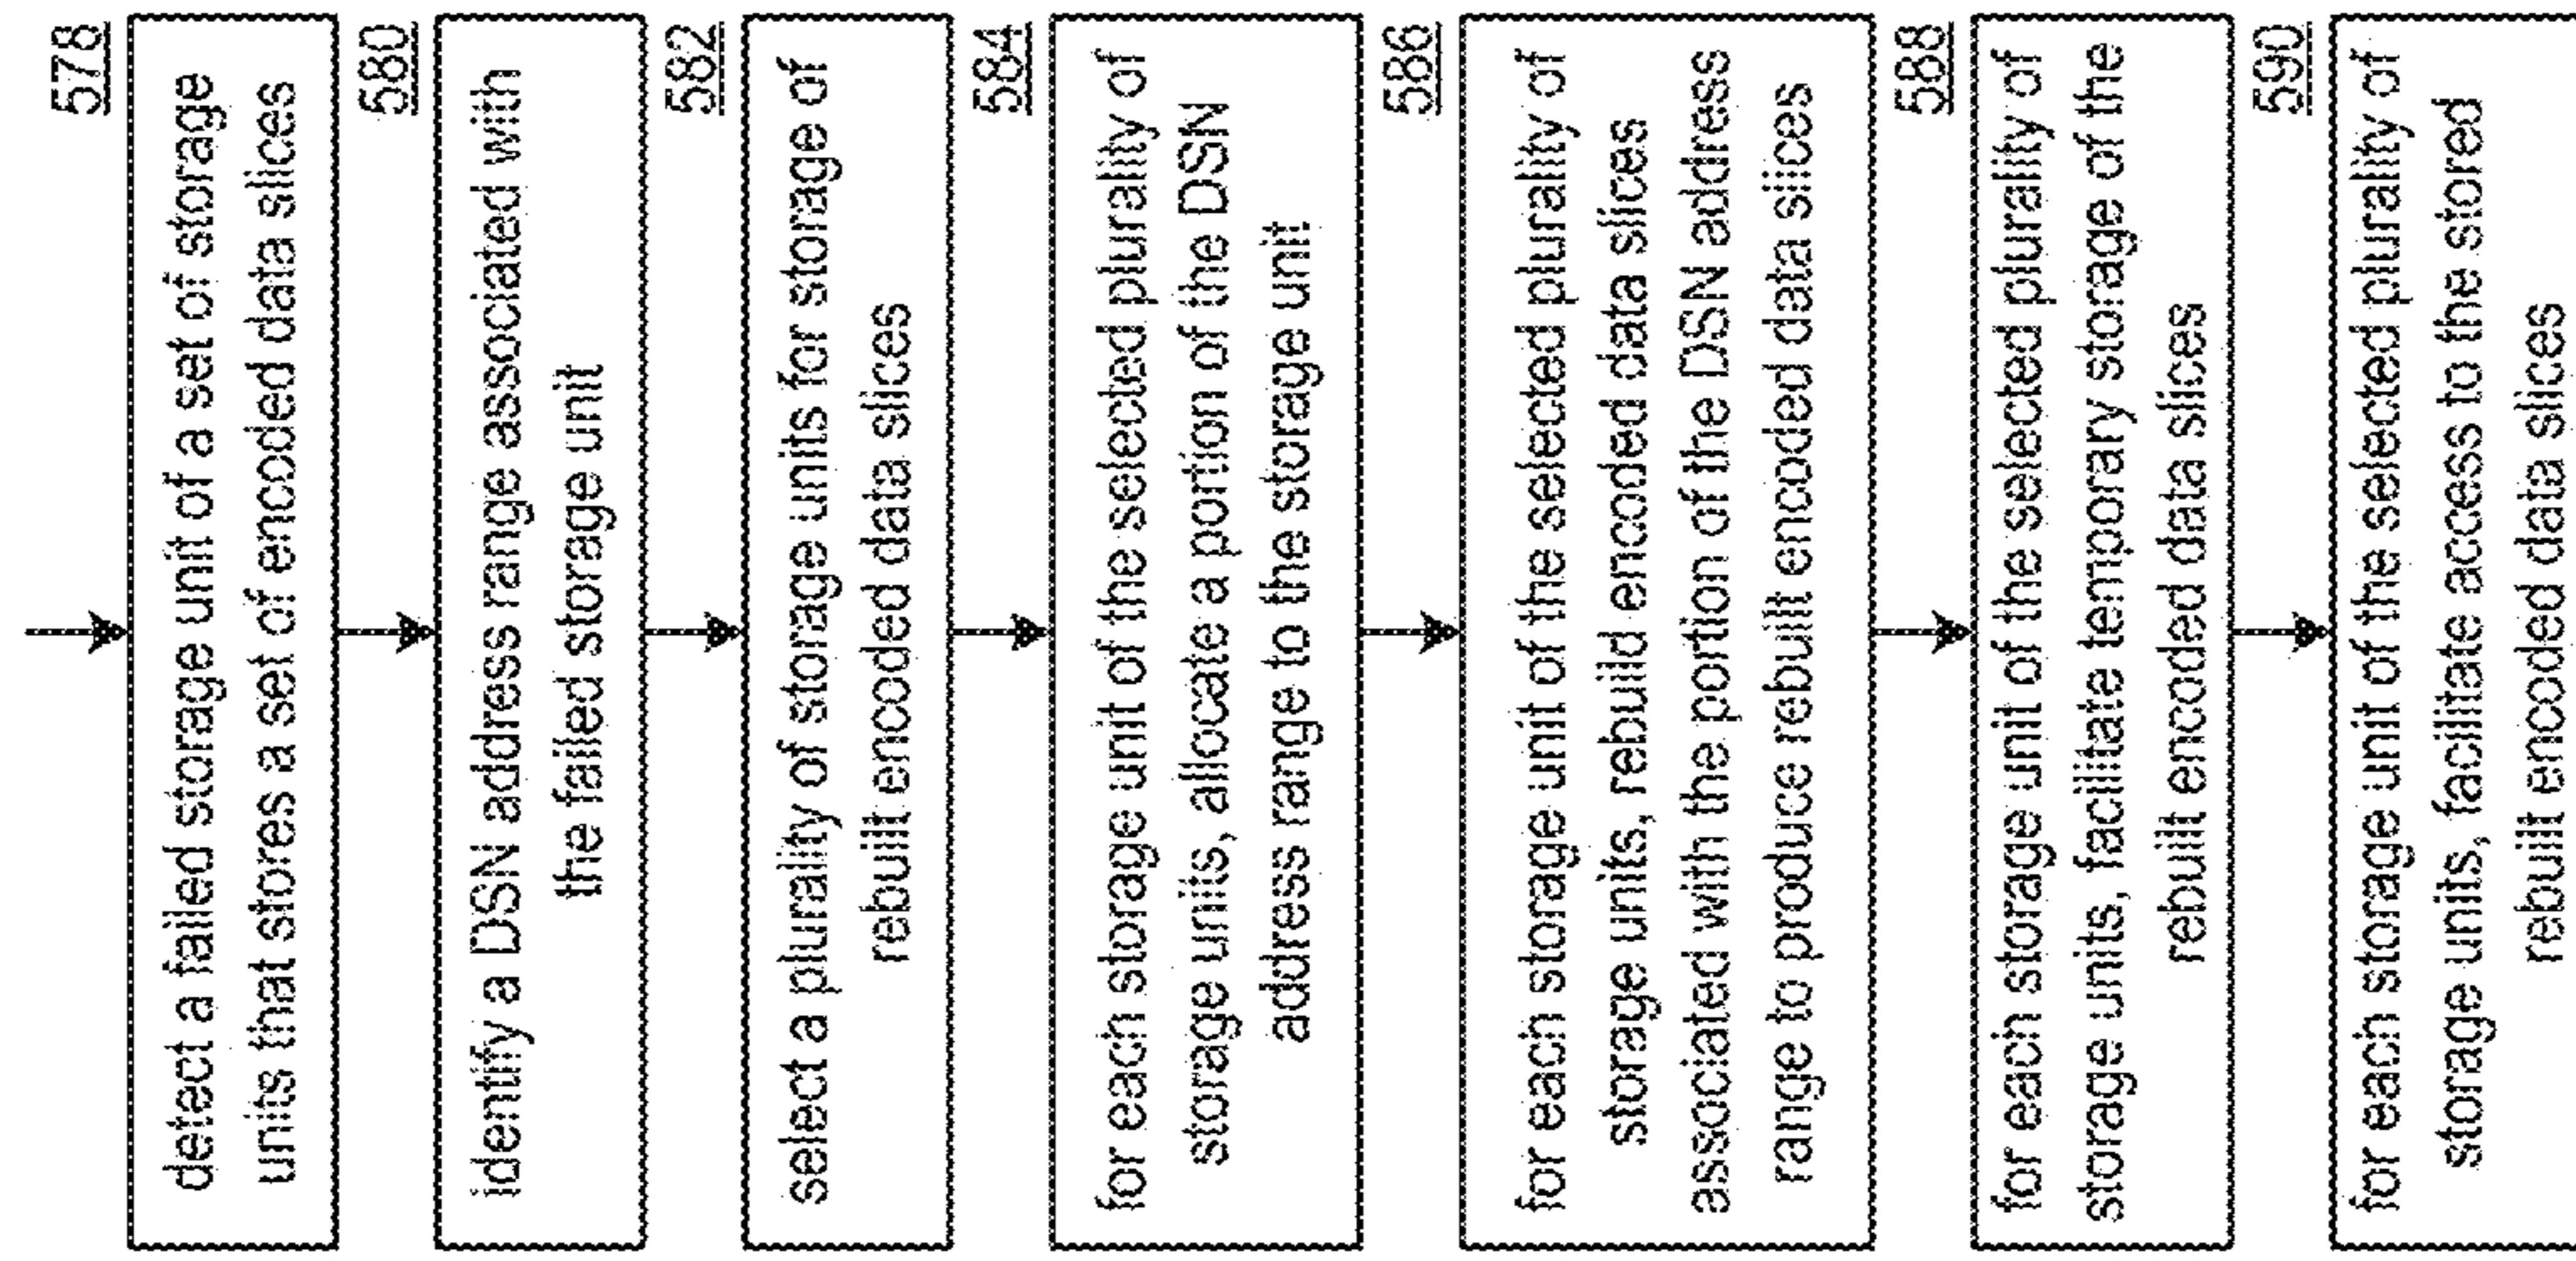 578
detect a failed storage unit of a set of storage
units that stores a set of encoded data slices
580
identify a DSN address range associated with
the failed storage unit
582
select a plurality of storage units for storage of
rebuilt encoded data slices
584
for each storage unit of the selected plurality of
storage units, allocate a portion of the DSN
address range to the storage unit
586
for each storage unit of the selected plurality of
storage units, rebuild encoded data slices
associated with the portion of the DSN address
range to produce rebuilt encoded data slices
588
for each storage unit of the selected plurality of
storage units, facilitate temporary storage of the
rebuilt encoded data slices
590
for each storage unit of the selected plurality of
storage units, facilitate access to the stored
rebuilt encoded data slices